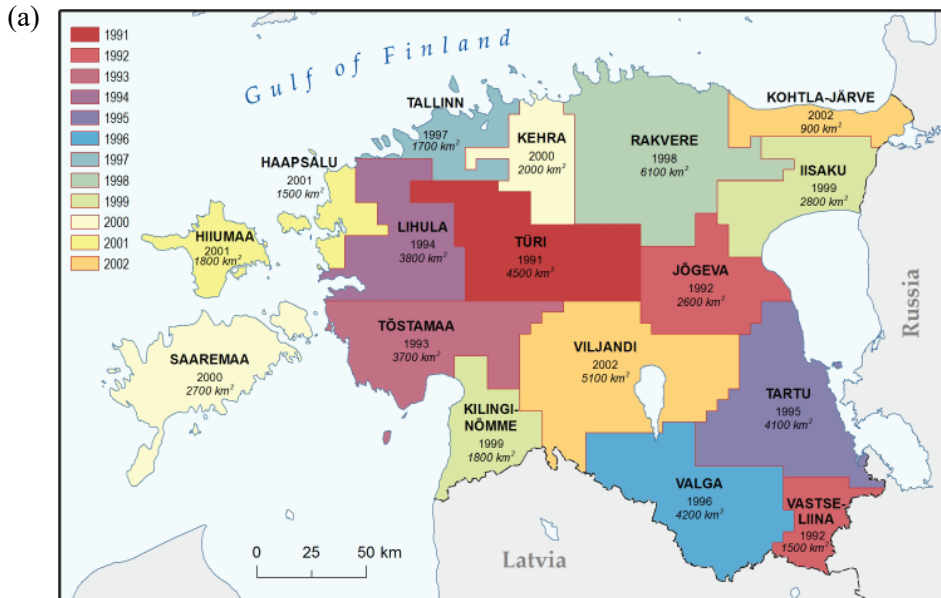 (a)
1991
1992
1993
1994
1995
1996
1997
1998
1999
2000
2001
2002
Gulf of Finland
TALLINN
1997
1700 km²
KEHRA
2000
2000 km²
RAKVERE
1998
6100 km²
KOHTLA-JÄRVE
2002
900 km²
IISAKU
1999
2800 km²
HAAPSALU
2001
1500 km²
HIIUMAA
2001
1800 km²
LIHULA
1994
3800 km²
TÜRI
1991
4500 km²
JÕGEVA
1992
2600 km²
Russia
SAAREMAA
2000
2700 km²
TÕSTAMAA
1993
3700 km²
VILJANDI
2002
5100 km²
TARTU
1995
4100 km²
KILINGI-
NÕMME
1999
1800 km²
VALGA
1996
4200 km²
VASTSE-
LIINA
1992
1500 km²
0 25 50 km
Latvia